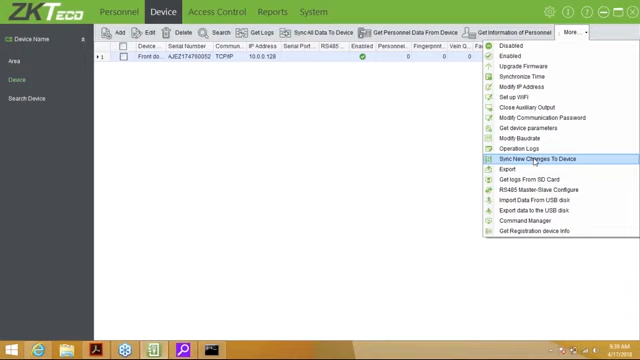 ZKTeco Personnel Device Access Control Reports System
Device Name
Area
Device
Search Device
Add Edit Delete Search Get Logs Sync All Data To Device Get Personnel Data From Device Get Information of Personnel More...
Device... Serial Number Commun... IP Address Serial Port... RS485... Enabled Personnel... Fingerprint... Vein Q... Fac
1 Front do... AJEZ174760052 TCP/IP 10.0.0.128 0 0 0
Disabled
Enabled
Upgrade Firmware
Synchronize Time
Modify IP Address
Set up WiFi
Close Auxiliary Output
Modify Communication Password
Get device parameters
Modify Baudrate
Operation Logs
Sync New Changes To Device
Export
Get logs From SD Card
RS485 Master-Slave Configure
Import Data From USB disk
Export data to the USB disk
Command Manager
Get Registration device Info
9:39 AM
4/17/2018